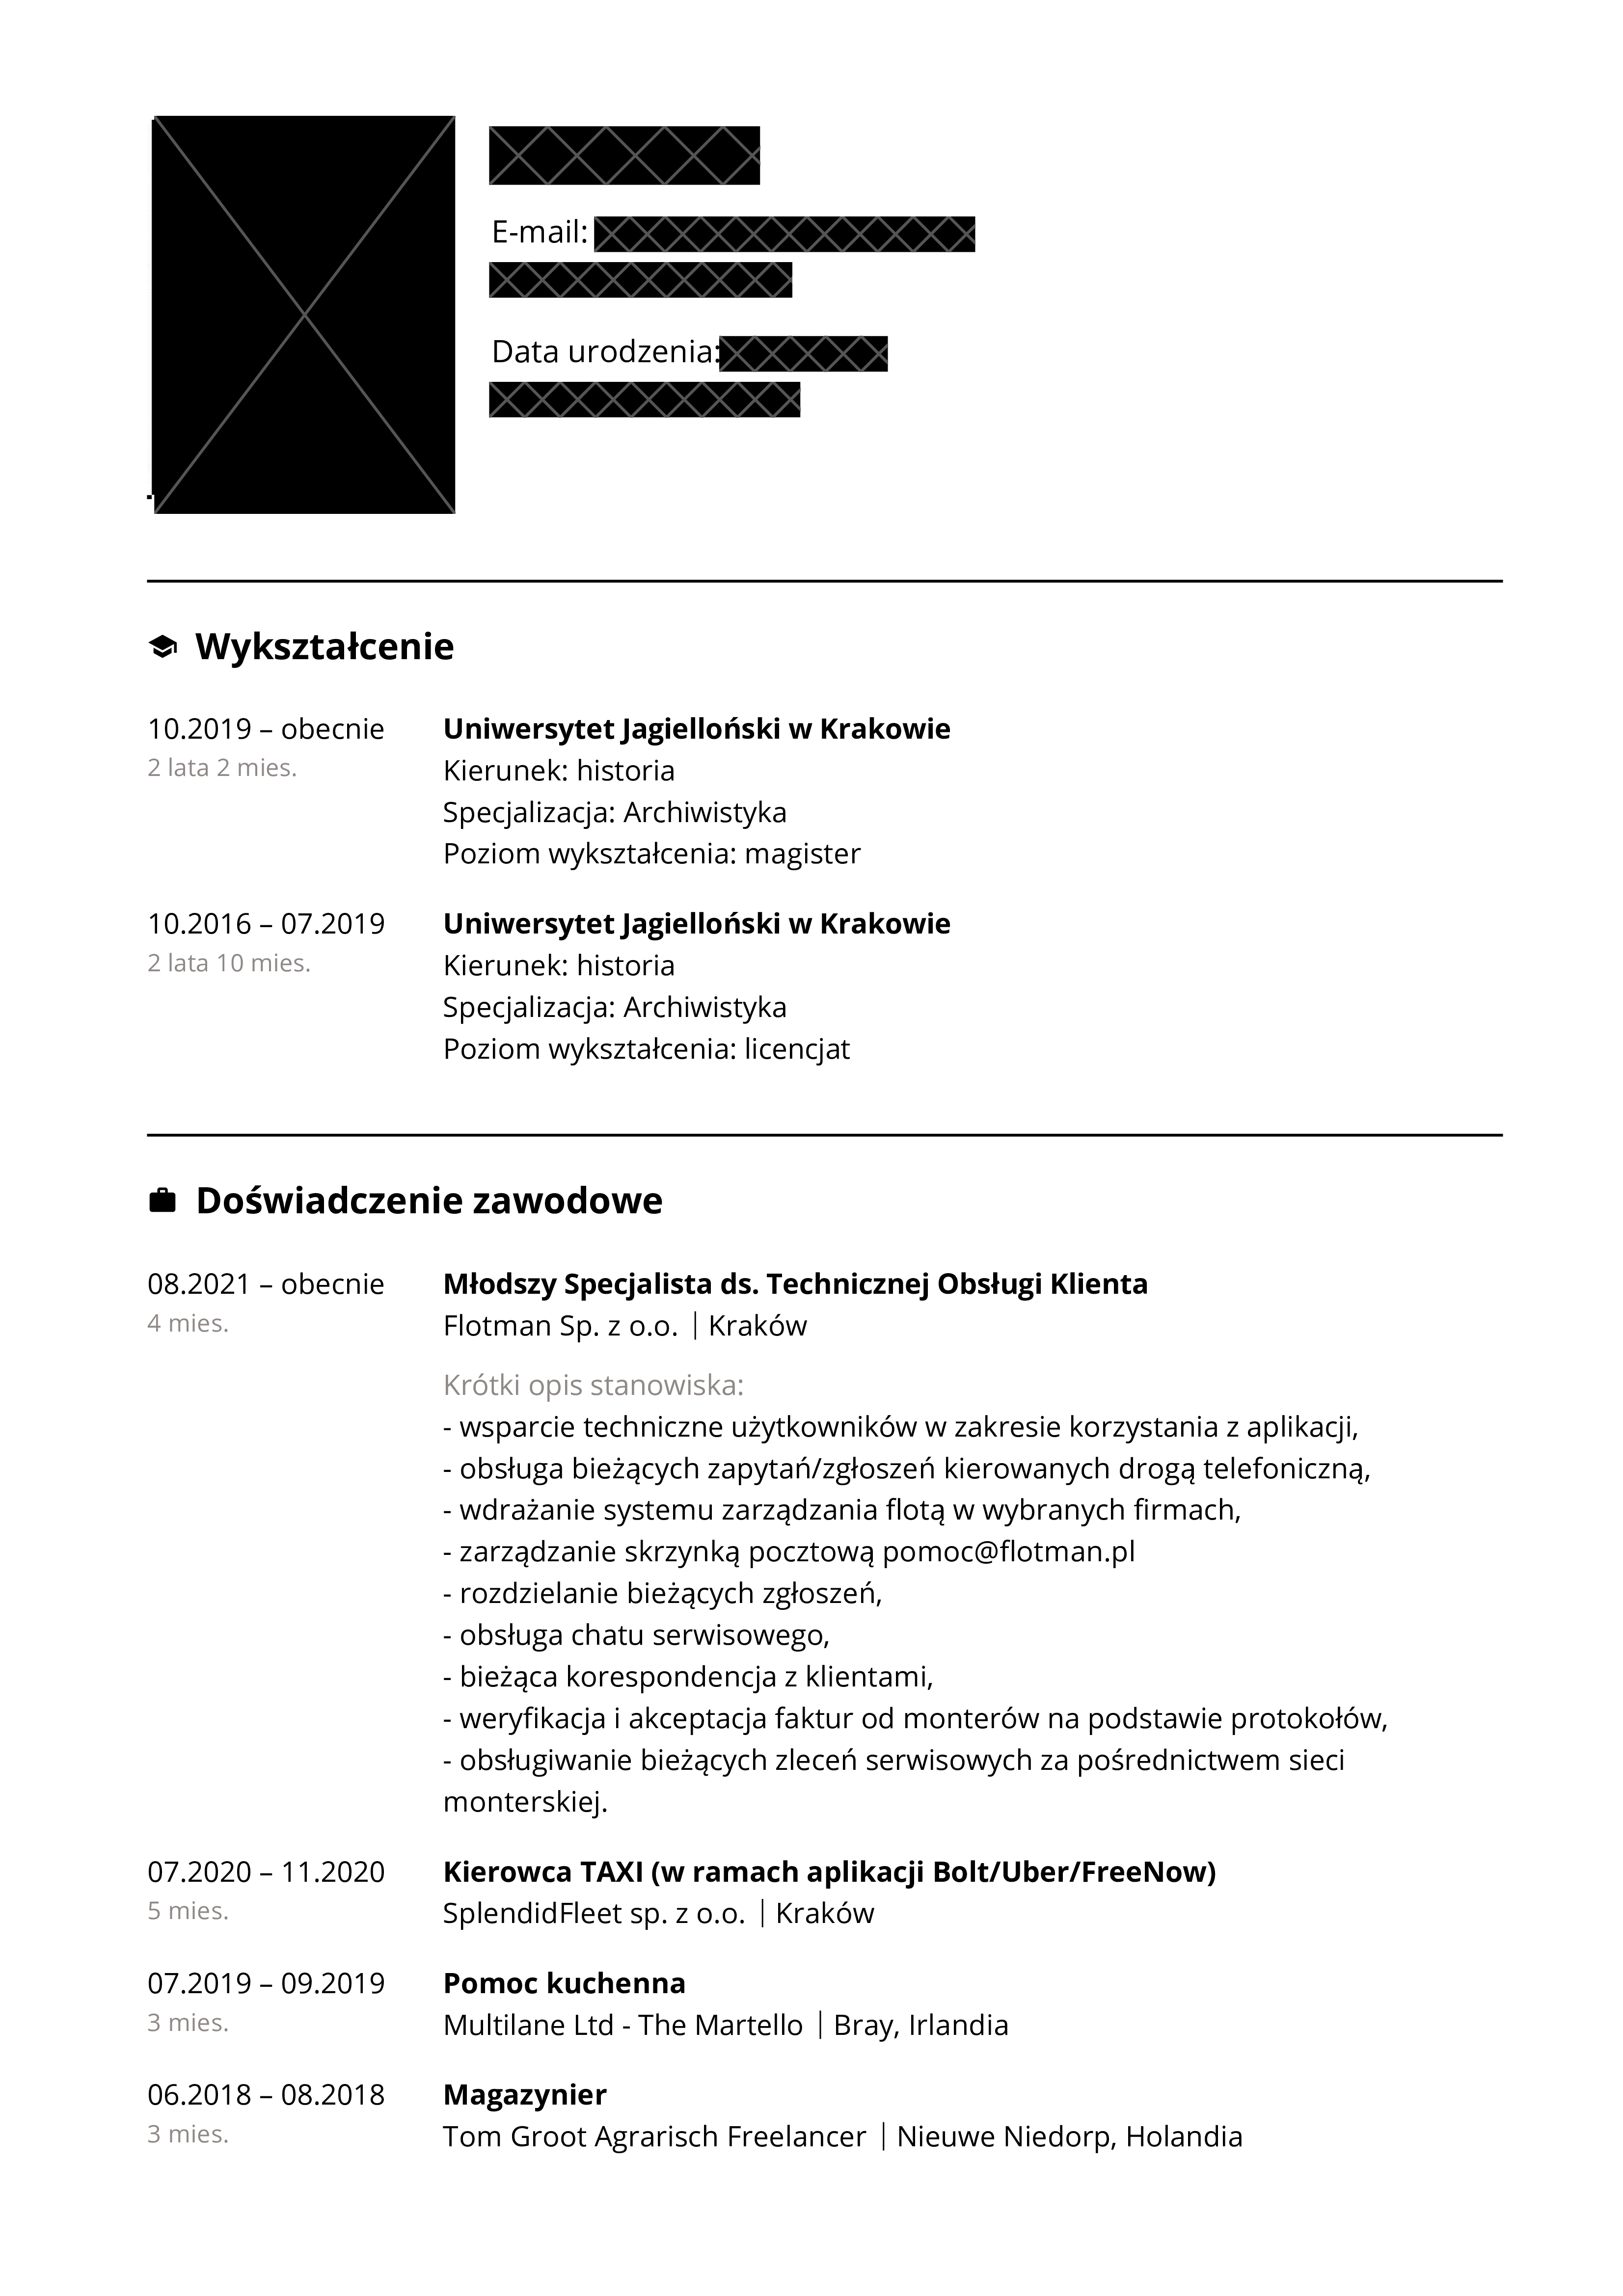 E-mail:
Data urodzenia:
Wykształcenie
10.2019 – obecnie
2 lata 2 mies.
Uniwersytet Jagielloński w Krakowie
Kierunek: historia
Specjalizacja: Archiwistyka
Poziom wykształcenia: magister
10.2016 – 07.2019
2 lata 10 mies.
Uniwersytet Jagielloński w Krakowie
Kierunek: historia
Specjalizacja: Archiwistyka
Poziom wykształcenia: licencjat
Doświadczenie zawodowe
08.2021 – obecnie
4 mies.
Młodszy Specjalista ds. Technicznej Obsługi Klienta
Flotman Sp. z o.o. | Kraków
Krótki opis stanowiska:
- wsparcie techniczne użytkowników w zakresie korzystania z aplikacji,
- obsługa bieżących zapytań/zgłoszeń kierowanych drogą telefoniczną,
- wdrażanie systemu zarządzania flotą w wybranych firmach,
- zarządzanie skrzynką pocztową pomoc@flotman.pl
- rozdzielanie bieżących zgłoszeń,
- obsługa chatu serwisowego,
- bieżąca korespondencja z klientami,
- weryfikacja i akceptacja faktur od monterów na podstawie protokołów,
- obsługiwanie bieżących zleceń serwisowych za pośrednictwem sieci
monterskiej.
07.2020 – 11.2020
5 mies.
Kierowca TAXI (w ramach aplikacji Bolt/Uber/FreeNow)
SplendidFleet sp. z o.o. | Kraków
07.2019 – 09.2019
3 mies.
Pomoc kuchenna
Multilane Ltd - The Martello | Bray, Irlandia
06.2018 – 08.2018
3 mies.
Magazynier
Tom Groot Agrarisch Freelancer | Nieuwe Niedorp, Holandia